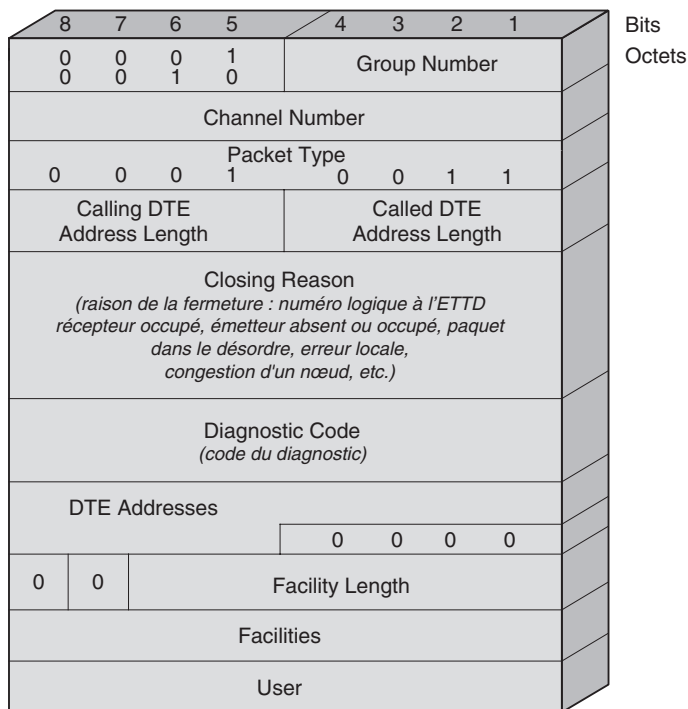 8 7 6 5 4 3 2 1 Bits
Octets
0 0 0 1
0 0 1 0
Group Number
Channel Number
Packet Type
0 0 0 1 0 0 1 1
Calling DTE
Address Length
Called DTE
Address Length
Closing Reason
(raison de la fermeture : numéro logique à l'ETTD
récepteur occupé, émetteur absent ou occupé, paquet
dans le désordre, erreur locale,
congestion d'un nœud, etc.)
Diagnostic Code
(code du diagnostic)
DTE Addresses
0 0 0 0
0 0 Facility Length
Facilities
User